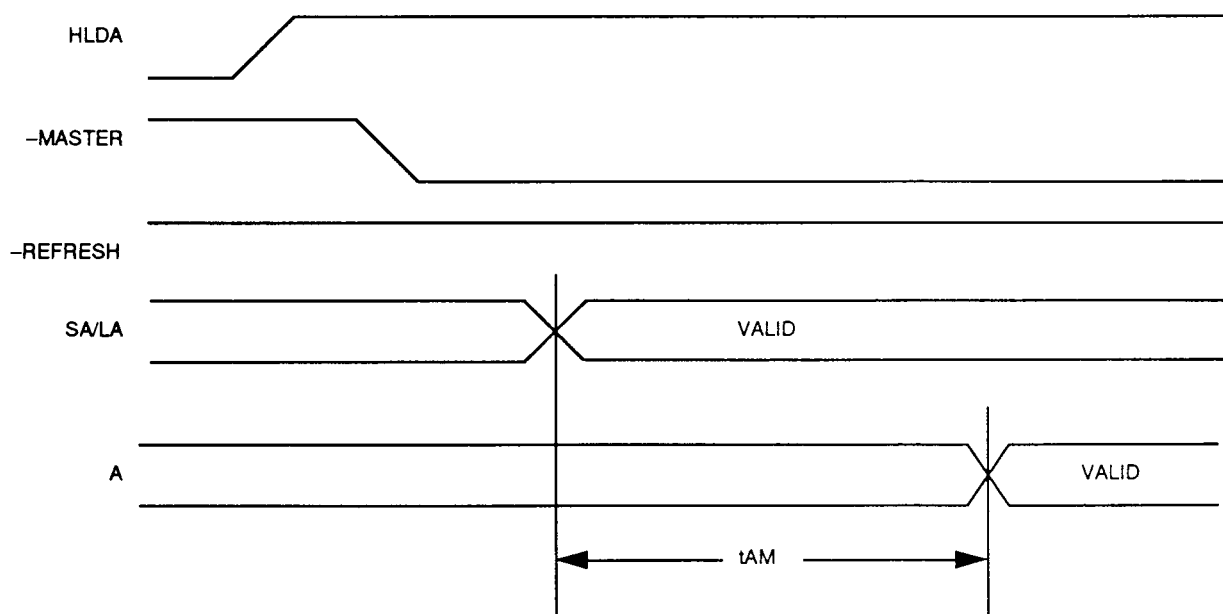 HLDA
–MASTER
–REFRESH
SA/LA
VALID
A
VALID
tAM